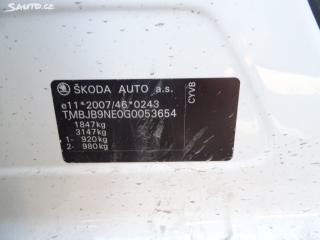 Sauto.cz
ŠKODA AUTO a.s.
e11*2007/46*0243
TMBJB9NE0G0053654
1847kg
3147kg
1- 920kg
2- 980kg
CYVB